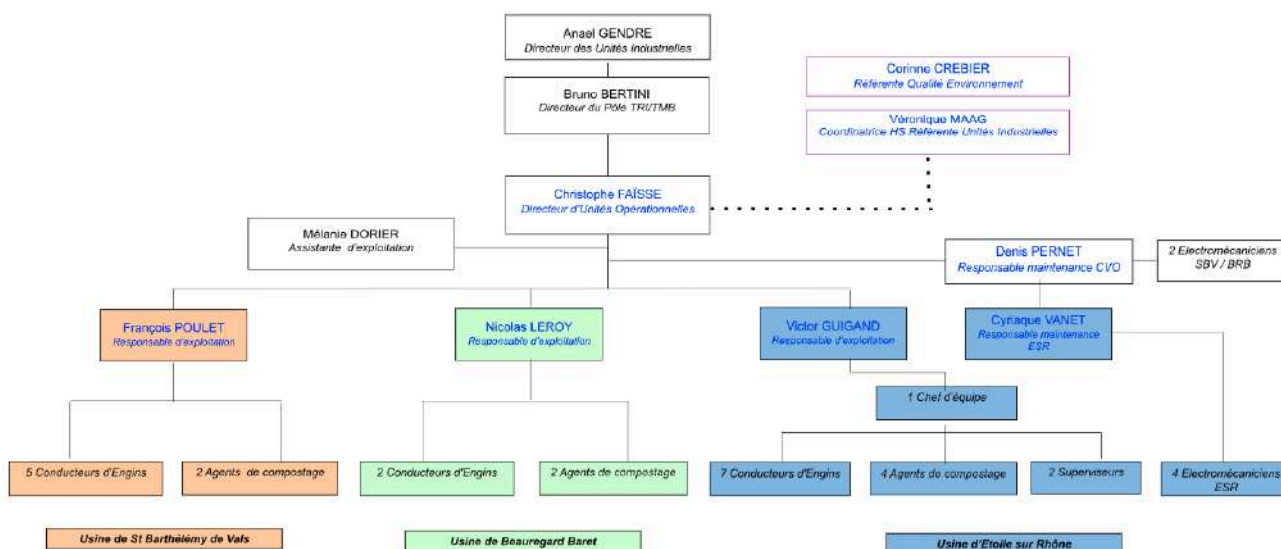 Anael GENDRE
Directeur des Unités Industrielles
Corinne CREBIER
Référente Qualité Environnement
Bruno BERTINI
Directeur du Pôle TRI/TMB
Véronique MAAG
Coordinatrice HS Référente Unités Industrielles
Christophe FAÏSSE
Directeur d'Unités Opérationnelles
Mélanie DORIER
Assistante d'exploitation
Denis PERNET
Responsable maintenance CVO
2 Electromécaniciens
SBV / BRB
François POULET
Responsable d'exploitation
Nicolas LEROY
Responsable d'exploitation
Victor GUIGAND
Responsable d'exploitation
Cyriaque VANET
Responsable maintenance
ESR
1 Chef d'équipe
5 Conducteurs d'Engins
2 Agents de compostage
2 Conducteurs d'Engins
2 Agents de compostage
7 Conducteurs d'Engins
4 Agents de compostage
2 Superviseurs
4 Electromécaniciens
ESR
Usine de St Barthélémy de Vals
Usine de Beauregard Baret
Usine d'Etoile sur Rhône